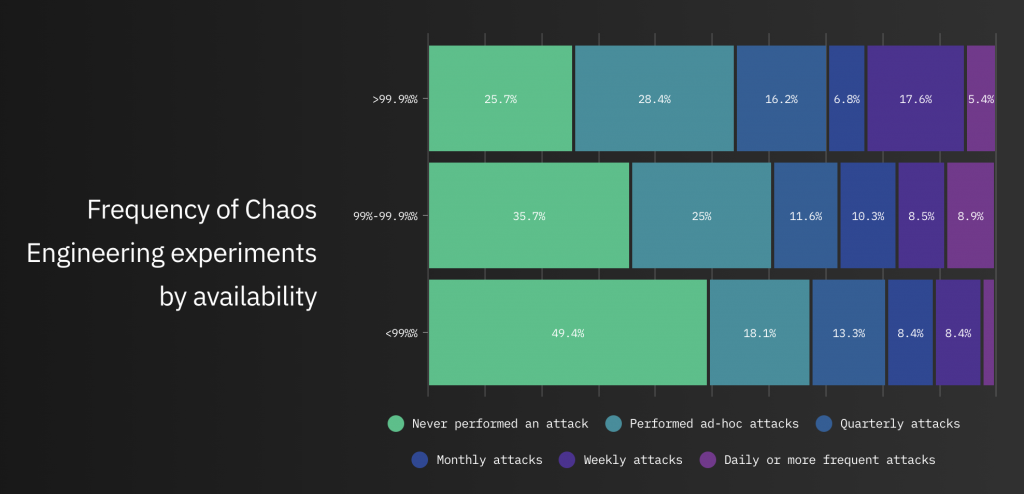 Frequency of Chaos
Engineering experiments
by availability
>99.9%% 25.7% 28.4% 16.2% 6.8% 17.6% 5.4%
99%-99.9%% 35.7% 25% 11.6% 10.3% 8.5% 8.9%
<99%% 49.4% 18.1% 13.3% 8.4% 8.4%
Never performed an attack Performed ad-hoc attacks Quarterly attacks
Monthly attacks Weekly attacks Daily or more frequent attacks